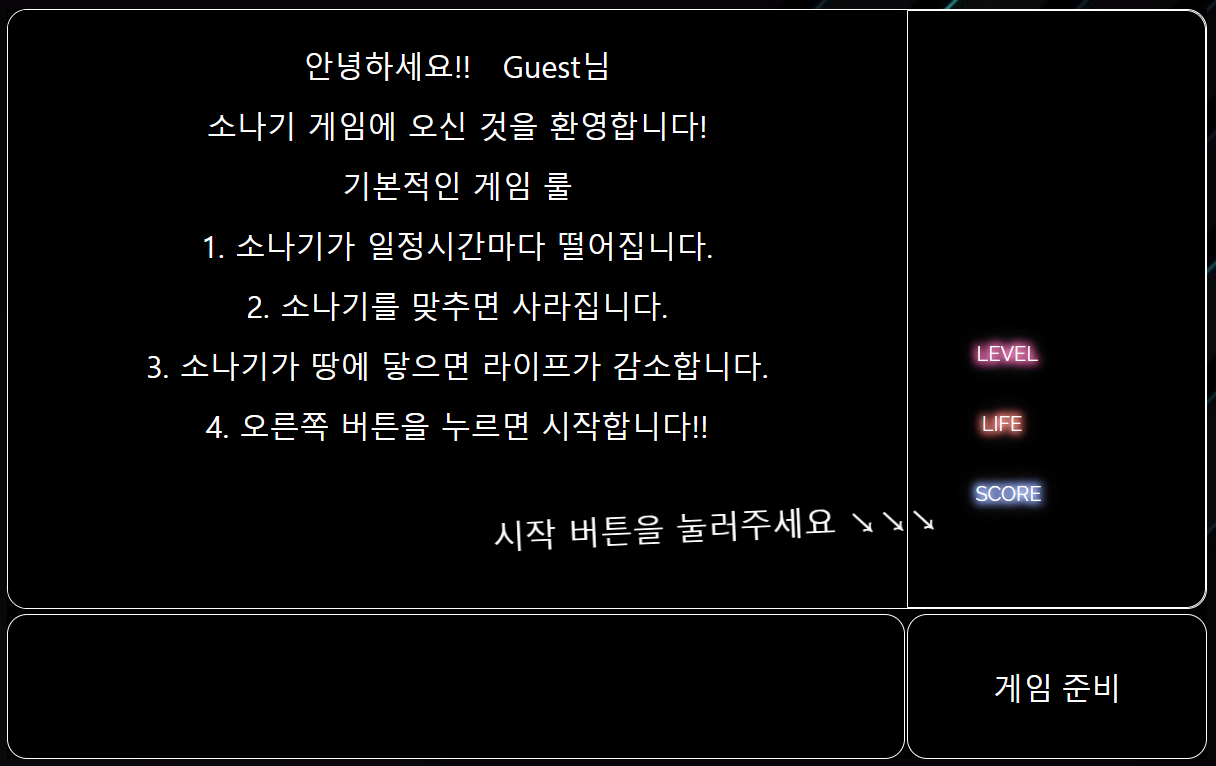 안녕하세요!! Guest님
소나기 게임에 오신 것을 환영합니다!
기본적인 게임 룰
1. 소나기가 일정시간마다 떨어집니다.
2. 소나기를 맞추면 사라집니다.
3. 소나기가 땅에 닿으면 라이프가 감소합니다.
4. 오른쪽 버튼을 누르면 시작합니다!!
시작 버튼을 눌러주세요 ↘↘↘
LEVEL
LIFE
SCORE
게임 준비